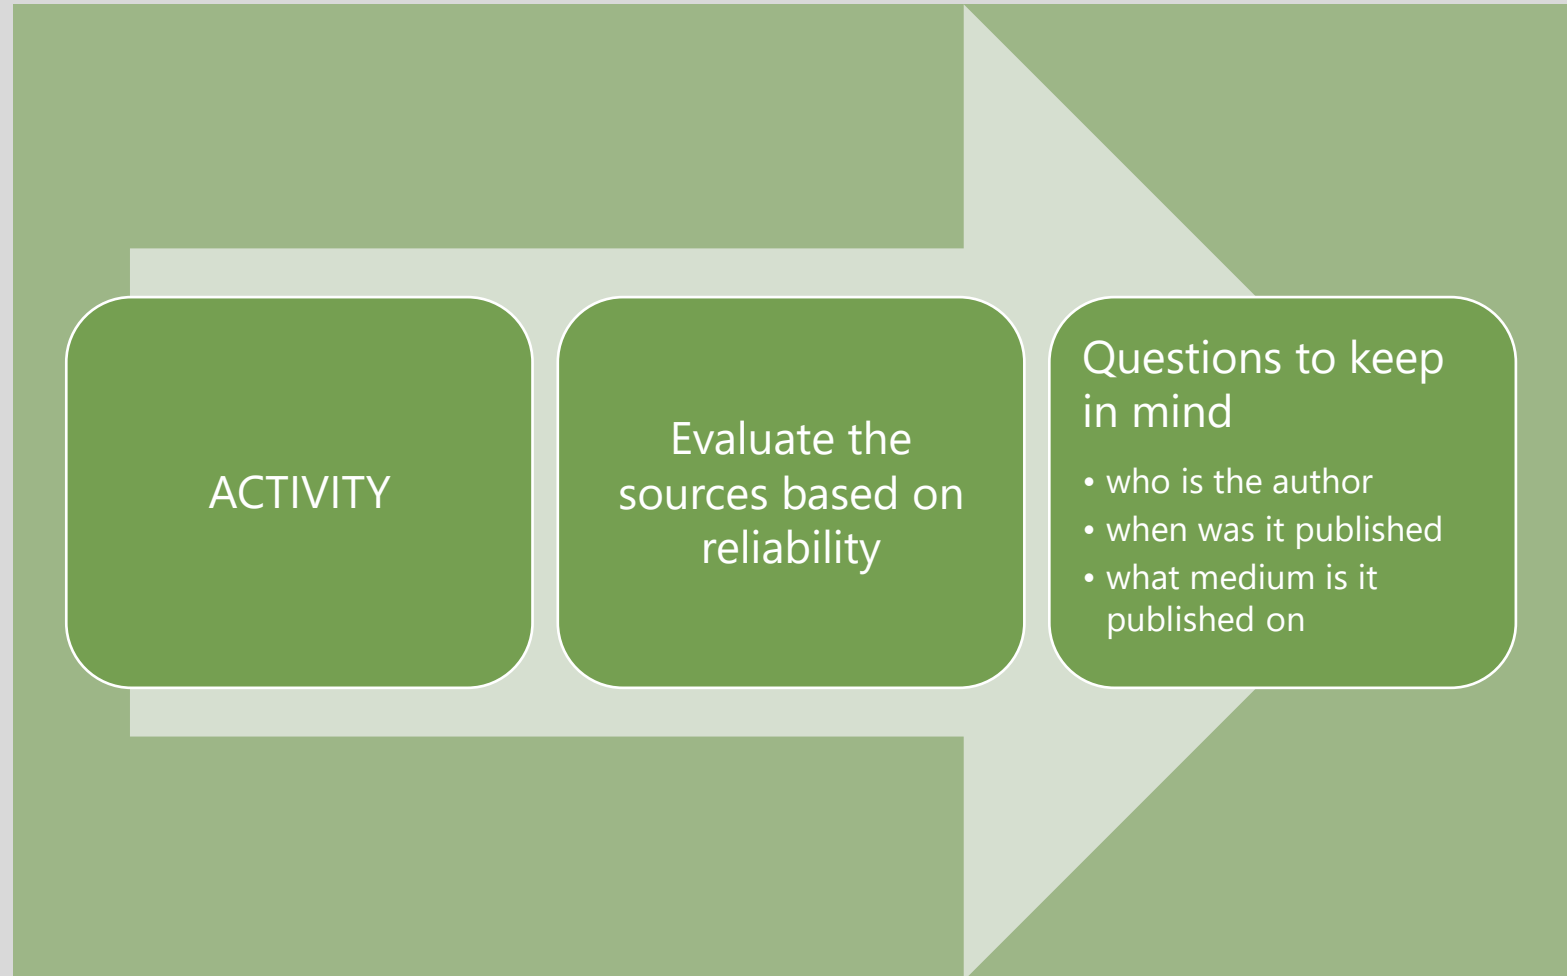 ACTIVITY
Evaluate the
sources based on
reliability
Questions to keep
in mind
• who is the author
• when was it published
• what medium is it
published on